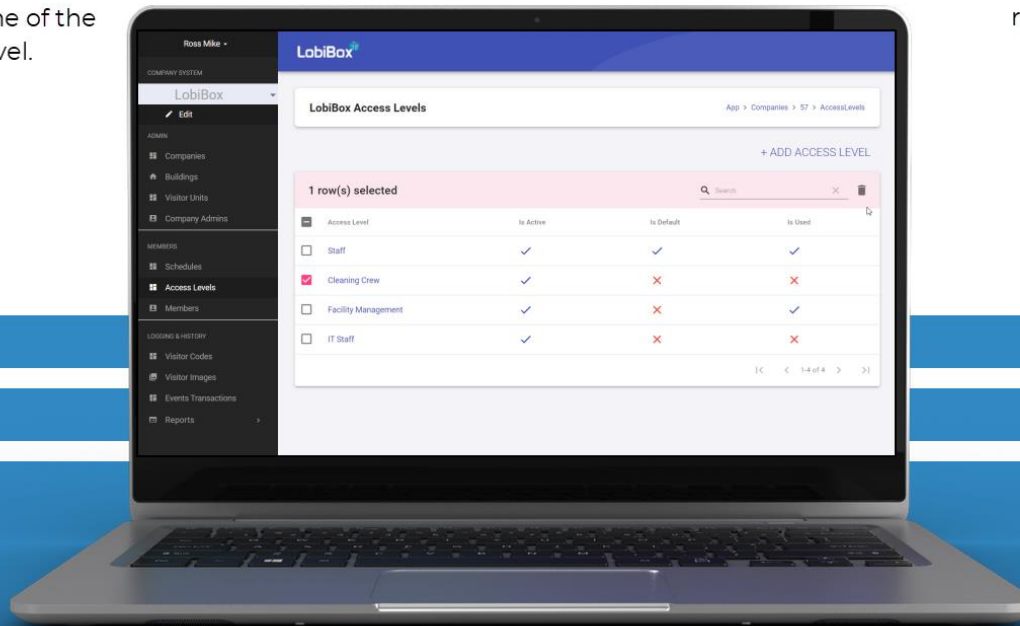 ne of the
vel.
r
Ross Mike
COMPANY SYSTEM
LobiBox
Edit
ADMIN
Companies
Buildings
Visitor Units
Company Admins
MEMBERS
Schedules
Access Levels
Members
LOGGING & HISTORY
Visitor Codes
Visitor Images
Events Transactions
Reports >
LobiBox
LobiBox Access Levels
App > Companies > 57 > AccessLevels
+ ADD ACCESS LEVEL
1 row(s) selected
Search
Access Level Is Active Is Default Is Used
Staff
Cleaning Crew
Facility Management
IT Staff
1-4 of 4